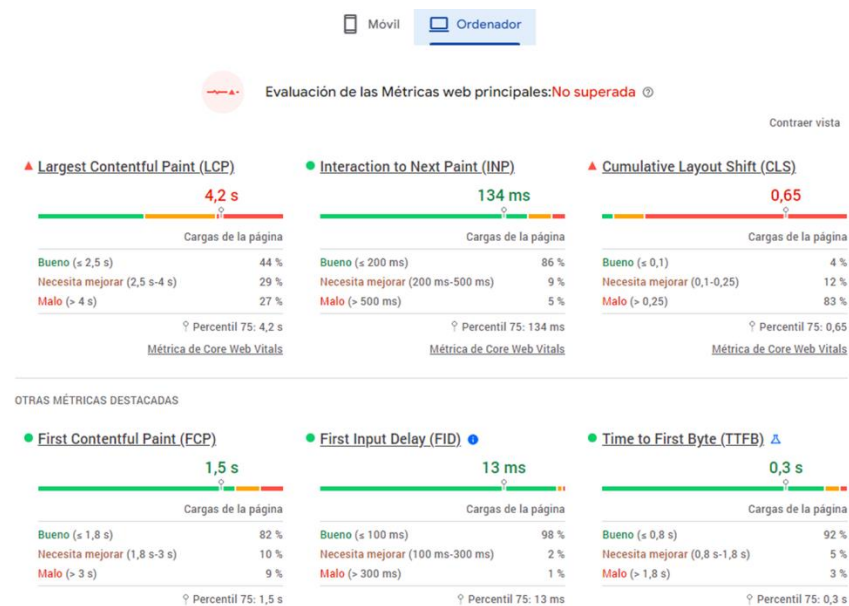 Móvil
Ordenador
Evaluación de las Métricas web principales:No superada
Contraer vista
Largest Contentful Paint (LCP)
4,2 s
Cargas de la página
Bueno (≤ 2,5 s) 44 %
Necesita mejorar (2,5 s-4 s) 29 %
Malo (> 4 s) 27 %
Percentil 75: 4,2 s
Métrica de Core Web Vitals
Interaction to Next Paint (INP)
134 ms
Cargas de la página
Bueno (≤ 200 ms) 86 %
Necesita mejorar (200 ms-500 ms) 9 %
Malo (> 500 ms) 5 %
Percentil 75: 134 ms
Métrica de Core Web Vitals
Cumulative Layout Shift (CLS)
0,65
Cargas de la página
Bueno (≤ 0,1) 4 %
Necesita mejorar (0,1-0,25) 12 %
Malo (> 0,25) 83 %
Percentil 75: 0,65
Métrica de Core Web Vitals
OTRAS MÉTRICAS DESTACADAS
First Contentful Paint (FCP)
1,5 s
Cargas de la página
Bueno (≤ 1,8 s) 82 %
Necesita mejorar (1,8 s-3 s) 10 %
Malo (> 3 s) 9 %
Percentil 75: 1,5 s
First Input Delay (FID)
13 ms
Cargas de la página
Bueno (≤ 100 ms) 98 %
Necesita mejorar (100 ms-300 ms) 2 %
Malo (> 300 ms) 1 %
Percentil 75: 13 ms
Time to First Byte (TTFB)
0,3 s
Cargas de la página
Bueno (≤ 0,8 s) 92 %
Necesita mejorar (0,8 s-1,8 s) 5 %
Malo (> 1,8 s) 3 %
Percentil 75: 0,3 s